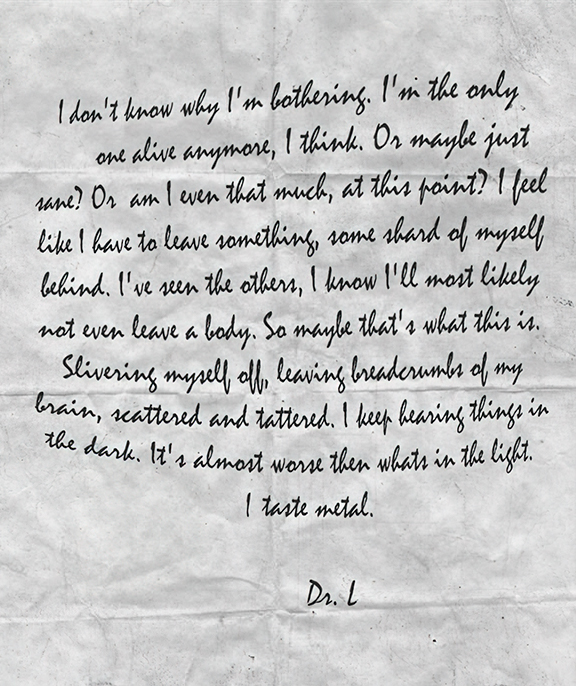 I don't know why I'm bothering. I'm the only
one alive anymore, I think. Or maybe just
sane? Or am I even that much, at this point? I feel
like I have to leave something, some shard of myself
behind. I've seen the others, I know I'll most likely
not even leave a body. So maybe that's what this is.
Slivering myself off, leaving breadcrumbs of my
brain, scattered and tattered. I keep hearing things in
the dark. It's almost worse then whats in the light.
I taste metal.
Dr. L